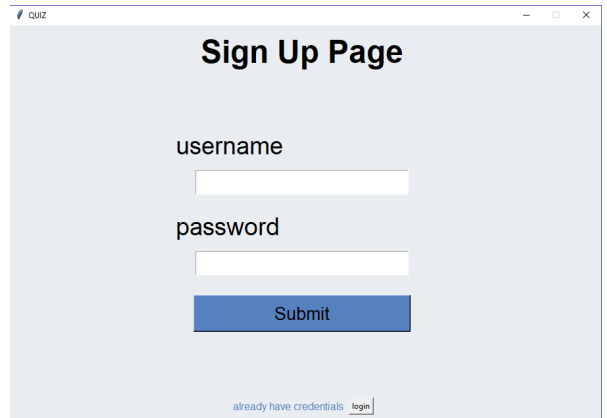 QUIZ
Sign Up Page
username
password
Submit
already have credentials login